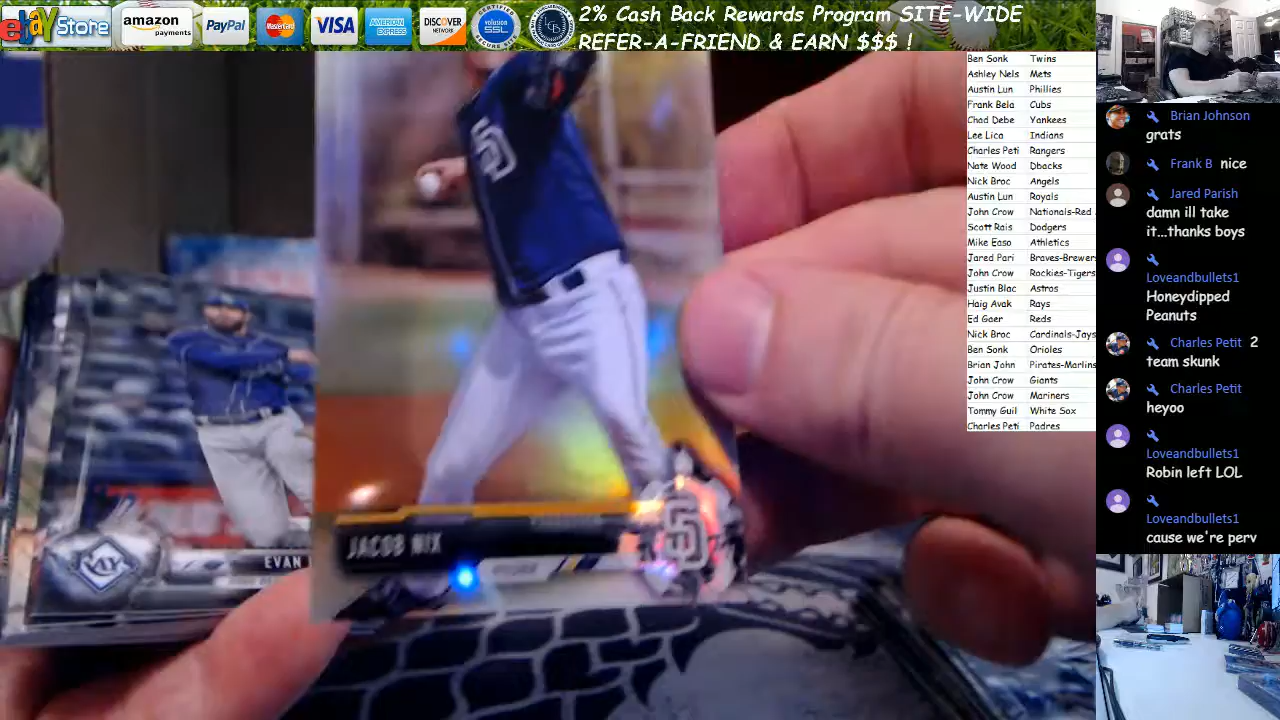 ebay Store
amazon
payments
PayPal
MasterCard
VISA
AMERICAN
EXPRESS
DISCOVER
NETWORK
CERTIFIED
volusion
SSL
SECURE SITE
2% Cash Back Rewards Program SITE-WIDE
REFER-A-FRIEND & EARN $$$ !
Ben Sonk Twins
Ashley Nels Mets
Austin Lun Phillies
Frank Bela Cubs
Chad Debe Yankees
Lee Lica Indians
Charles Peti Rangers
Nate Wood Dbacks
Nick Broc Angels
Austin Lun Royals
John Crow Nationals-Red
Scott Rais Dodgers
Mike Easo Athletics
Jared Pari Braves-Brewers
John Crow Rockies-Tigers
Justin Blac Astros
Haig Avak Rays
Ed Gaer Reds
Nick Broc Cardinals-Jays
Ben Sonk Orioles
Brian John Pirates-Marlins
John Crow Giants
John Crow Mariners
Tommy Guil White Sox
Charles Peti Padres
Brian Johnson
grats
Frank B nice
Jared Parish
damn ill take
it...thanks boys
Loveandbullets1
Honeydipped
Peanuts
Charles Petit 2
team skunk
Charles Petit
heyoo
Loveandbullets1
Robin left LOL
Loveandbullets1
cause we're perv
SD
JACOB NIX
SD
RAY
EVAN